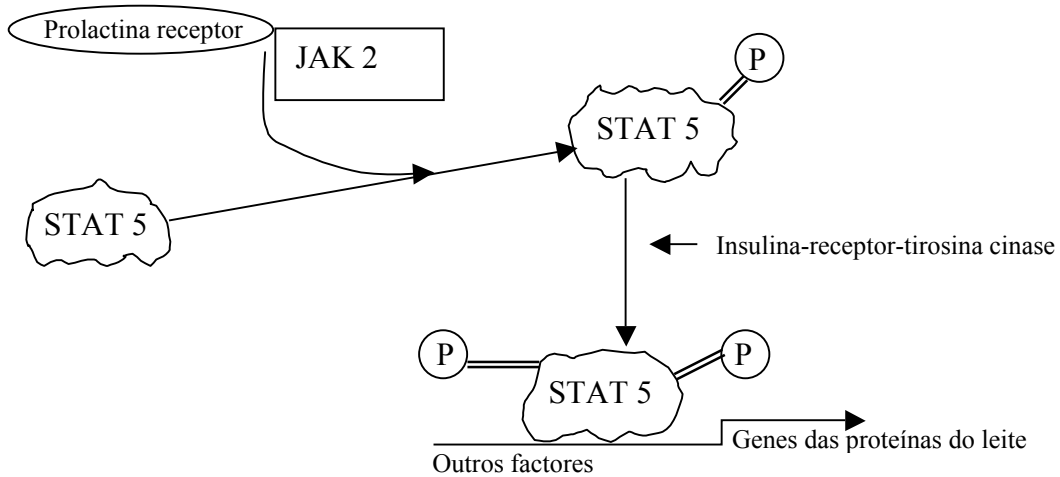 Prolactina receptor
JAK 2
P
STAT 5
STAT 5
Insulina-receptor-tirosina cinase
P
P
STAT 5
Genes das proteínas do leite
Outros factores